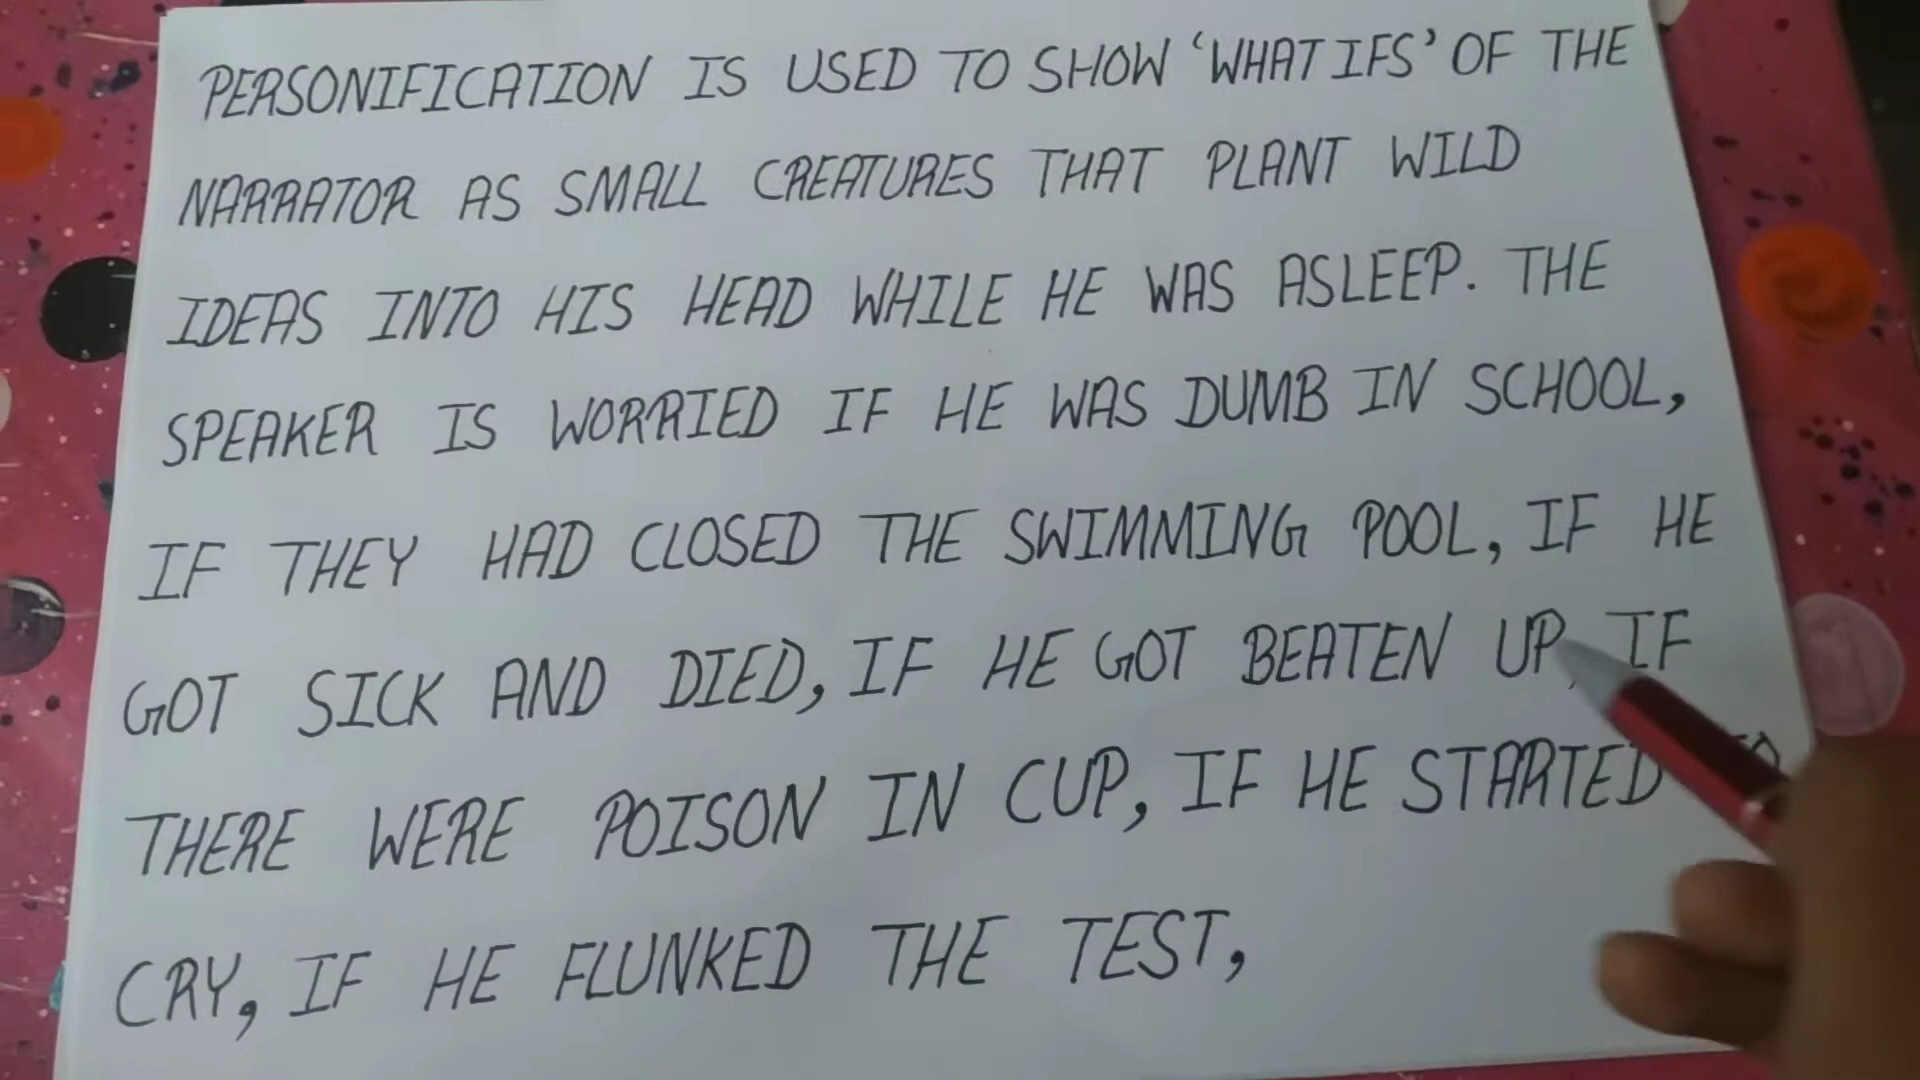 PERSONIFICATION IS USED TO SHOW 'WHAT IFS' OF THE
NARRATOR AS SMALL CREATURES THAT PLANT WILD
IDEAS INTO HIS HEAD WHILE HE WAS ASLEEP. THE
SPEAKER IS WORRIED IF HE WAS DUMB IN SCHOOL,
IF THEY HAD CLOSED THE SWIMMING POOL, IF HE
GOT SICK AND DIED, IF HE GOT BEATEN UP, IF
THERE WERE POISON IN CUP, IF HE STARTED
CRY, IF HE FLUNKED THE TEST,